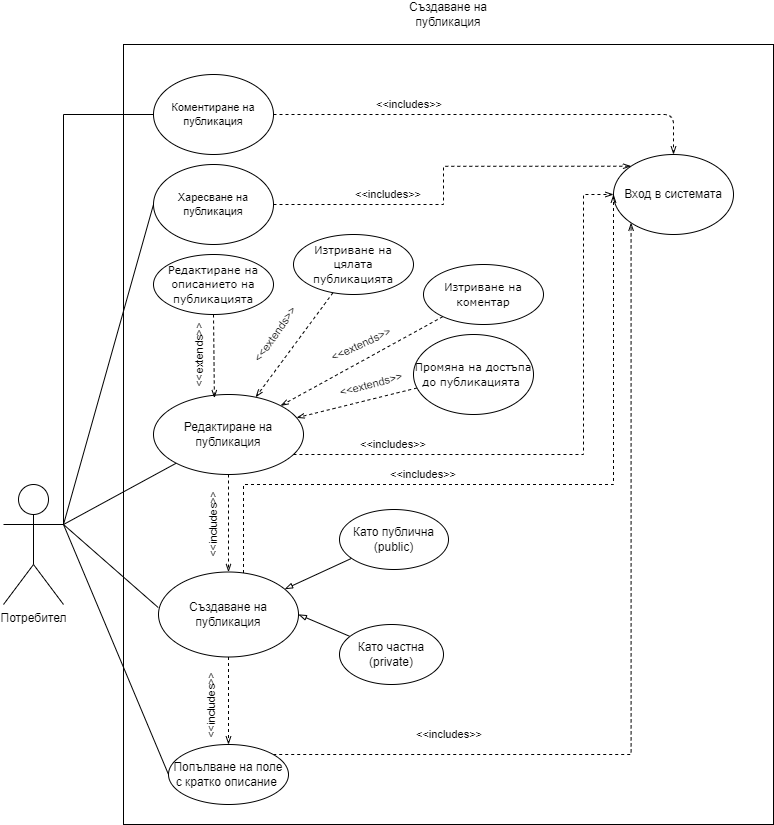 Създаване на
публикация
Коментиране на
публикация
<<includes>>
Харесване на
публикация
<<includes>>
Вход в системата
Редактиране на
описанието на
публикацията
Изтриване на
цялата
публикацията
Изтриване на
коментар
<<extends>>
<<extends>>
<<extends>>
<<extends>>
Промяна на достъпа
до публикацията
Редактиране на
публикация
<<includes>>
<<includes>>
<<includes>>
Като публична
(public)
Създаване на
публикация
Като частна
(private)
Потребител
<<includes>>
<<includes>>
Попълване на поле
с кратко описание